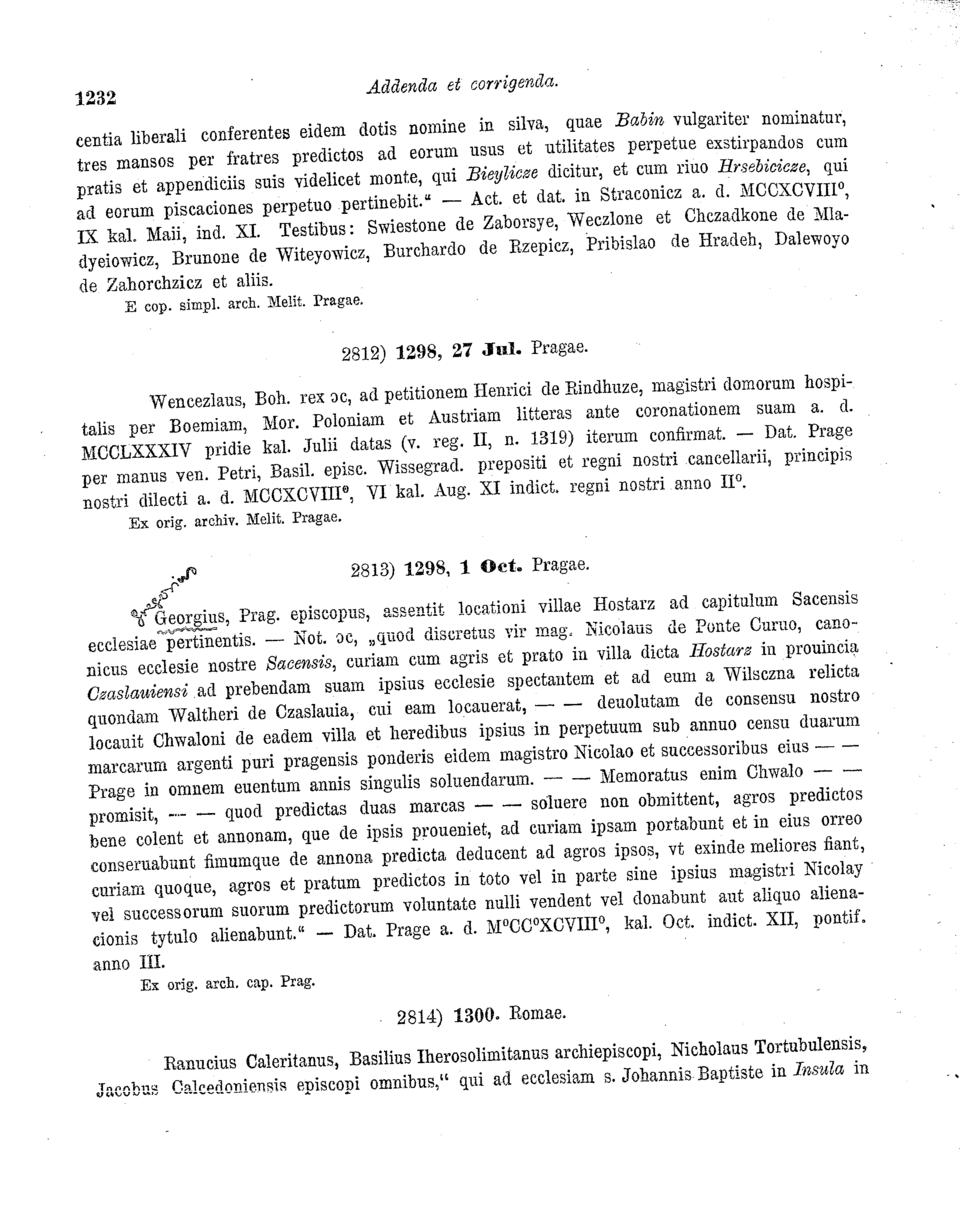 1232
Addenda et corrigenda.
centia liberali conferentes eidem dotis nomine in silva, quae Babin vulgariter nominatur,
tres mansos per fratres predictos ad eorum usus et utilitates perpetue exstirpandos cum
pratis et appendiciis suis videlicet monte, qui Bieylicze dicitur, et cum riuo Hrsebicicze, qui
ad eorum piscaciones perpetuo pertinebit.“ — Act. et dat. in Straconicz a. d. MCCXCVIII⁰,
IX kal. Maii, ind. XI. Testibus: Swiestone de Zaborsye, Weczlone et Chczadkone de Mla-
dyeiowicz, Brunone de Witeyowicz, Burchardo de Rzepicz, Pribislao de Hradeh, Dalewoyo
de Zahorchzicz et aliis.
E cop. simpl. arch. Melit. Pragae.
2812) 1298, 27 Jul. Pragae.
Wencezlaus, Boh. rex ɔc, ad petitionem Henrici de Rindhuze, magistri domorum hospi-
talis per Boemiam, Mor. Poloniam et Austriam litteras ante coronationem suam a. d.
MCCLXXXIV pridie kal. Julii datas (v. reg. II, n. 1319) iterum confirmat. — Dat. Prage
per manus ven. Petri, Basil. episc. Wissegrad. prepositi et regni nostri cancellarii, principis
nostri dilecti a. d. MCCXCVIII⁰, VI kal. Aug. XI indict. regni nostri anno II⁰.
Ex orig. archiv. Melit. Pragae.
2813) 1298, 1 Oct. Pragae.
Georgius, Prag. episcopus, assentit locationi villae Hostarz ad capitulum Sacensis
ecclesiae pertinentis. — Not. ɔc, „quod discretus vir mag. Nicolaus de Ponte Curuo, cano-
nicus ecclesie nostre Sacensis, curiam cum agris et prato in villa dicta Hostarz in prouincia
Czaslauiensi ad prebendam suam ipsius ecclesie spectantem et ad eum a Wilsczna relicta
quondam Waltheri de Czaslauia, cui eam locauerat, — — deuolutam de consensu nostro
locauit Chwaloni de eadem villa et heredibus ipsius in perpetuum sub annuo censu duarum
marcarum argenti puri pragensis ponderis eidem magistro Nicolao et successoribus eius — —
Prage in omnem euentum annis singulis soluendarum. — — Memoratus enim Chwalo — —
promisit, — — quod predictas duas marcas — — soluere non obmittent, agros predictos
bene colent et annonam, que de ipsis proueniet, ad curiam ipsam portabunt et in eius orreo
conseruabunt fimumque de annona predicta deducent ad agros ipsos, vt exinde meliores fiant,
curiam quoque, agros et pratum predictos in toto vel in parte sine ipsius magistri Nicolay
vel successorum suorum predictorum voluntate nulli vendent vel donabunt aut aliquo aliena-
cionis tytulo alienabunt.“ — Dat. Prage a. d. M⁰CC⁰XCVIII⁰, kal. Oct. indict. XII, pontif.
anno III.
Ex orig. arch. cap. Prag.
2814) 1300. Romae.
Ranucius Caleritanus, Basilius Iherosolimitanus archiepiscopi, Nicholaus Tortubulensis,
Jacobus Calcedoniensis episcopi omnibus,“ qui ad ecclesiam s. Johannis Baptiste in Insula in